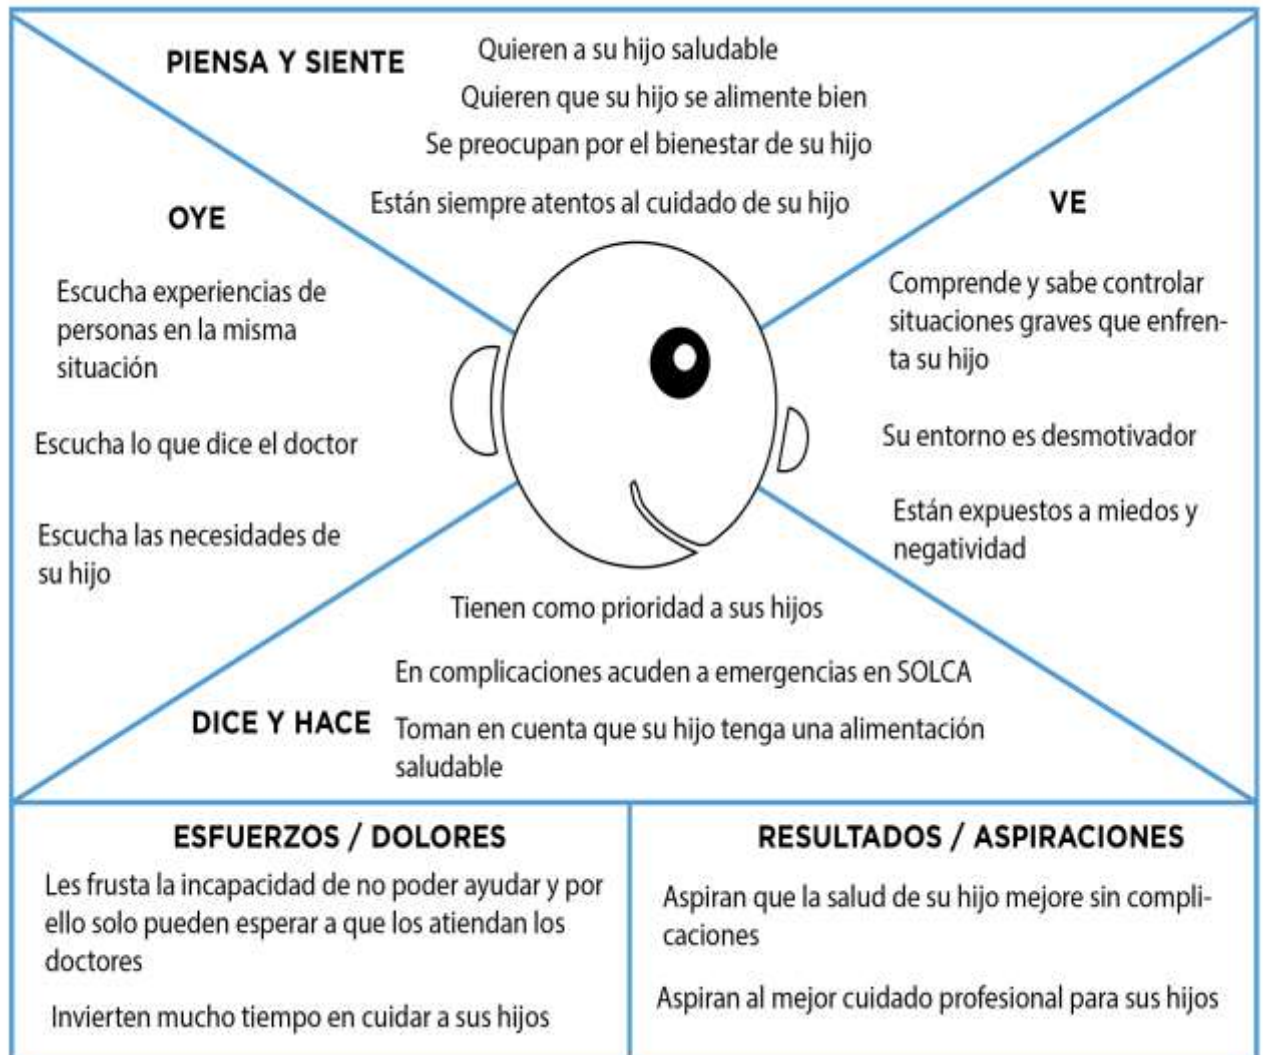 PIENSA Y SIENTE
Quieren a su hijo saludable
Quieren que su hijo se alimente bien
Se preocupan por el bienestar de su hijo
Están siempre atentos al cuidado de su hijo
OYE
Escucha experiencias de
personas en la misma
situación
Escucha lo que dice el doctor
Escucha las necesidades de
su hijo
VE
Comprende y sabe controlar
situaciones graves que enfren-
ta su hijo
Su entorno es desmotivador
Están expuestos a miedos y
negatividad
Tienen como prioridad a sus hijos
En complicaciones acuden a emergencias en SOLCA
DICE Y HACE
Toman en cuenta que su hijo tenga una alimentación
saludable
ESFUERZOS / DOLORES
Les frusta la incapacidad de no poder ayudar y por
ello solo pueden esperar a que los atiendan los
doctores
Invierten mucho tiempo en cuidar a sus hijos
RESULTADOS / ASPIRACIONES
Aspiran que la salud de su hijo mejore sin compli-
caciones
Aspiran al mejor cuidado profesional para sus hijos